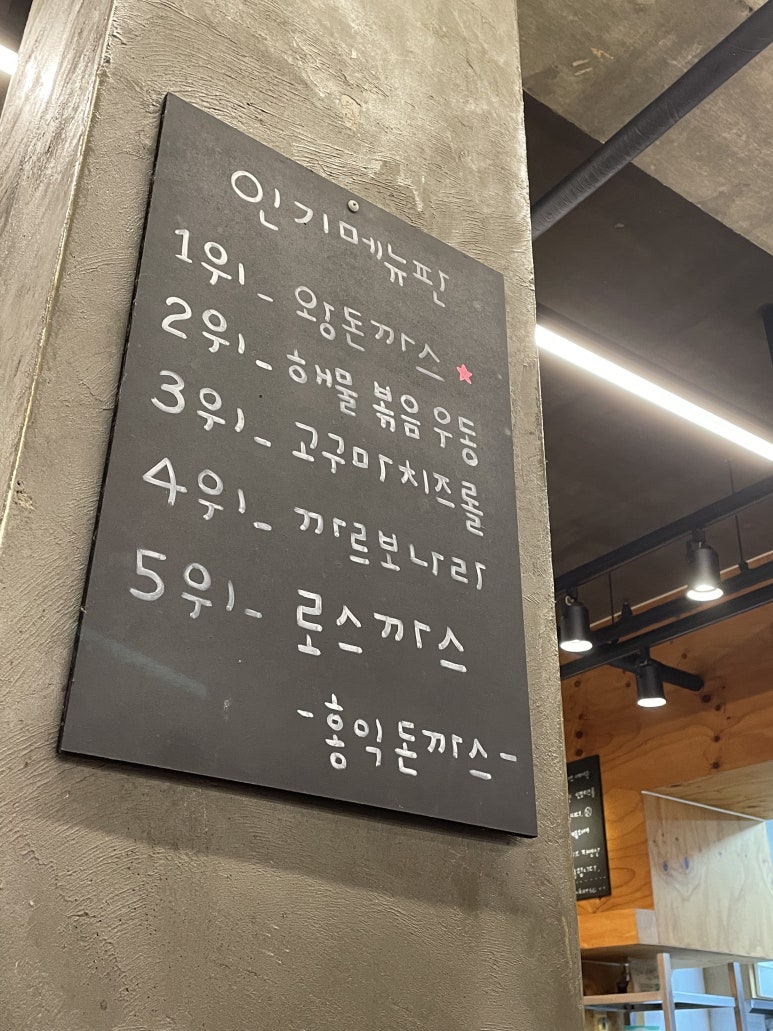 인기메뉴판
1위- 왕돈까스
2위- 해물 볶음 우동
3위- 고구마치즈롤
4위- 까르보나라
5위- 로스까스
-홍익돈까스-